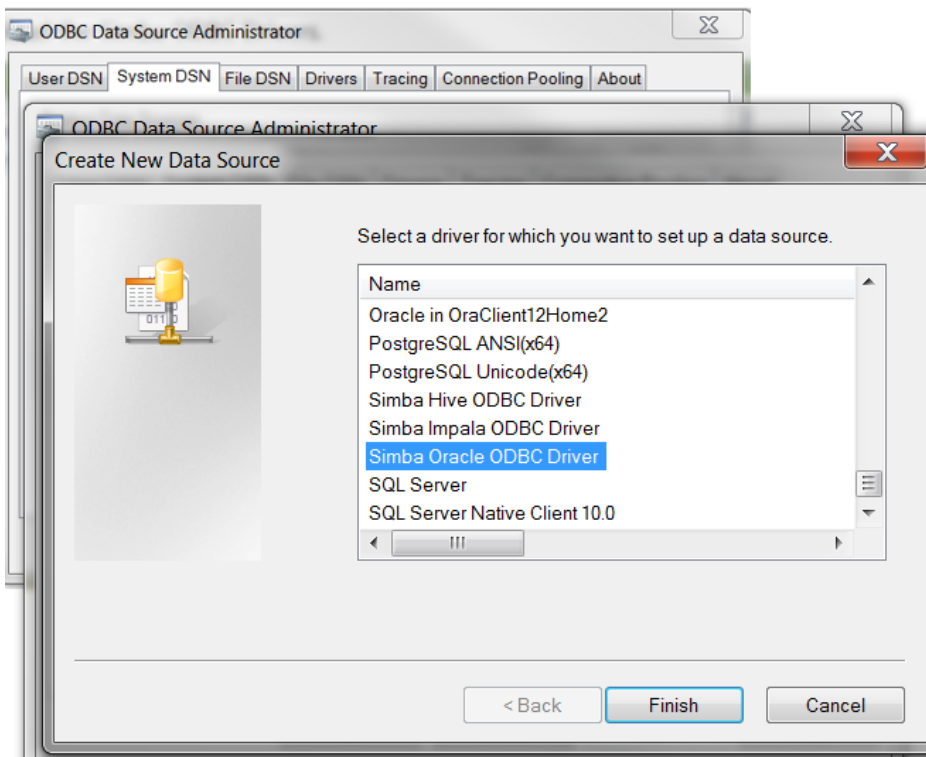 ODBC Data Source Administrator
User DSN System DSN File DSN Drivers Tracing Connection Pooling About
ODBC Data Source Administrator
Create New Data Source
Select a driver for which you want to set up a data source.
Name
Oracle in OraClient12Home2
PostgreSQL ANSI(x64)
PostgreSQL Unicode(x64)
Simba Hive ODBC Driver
Simba Impala ODBC Driver
Simba Oracle ODBC Driver
SQL Server
SQL Server Native Client 10.0
< Back Finish Cancel